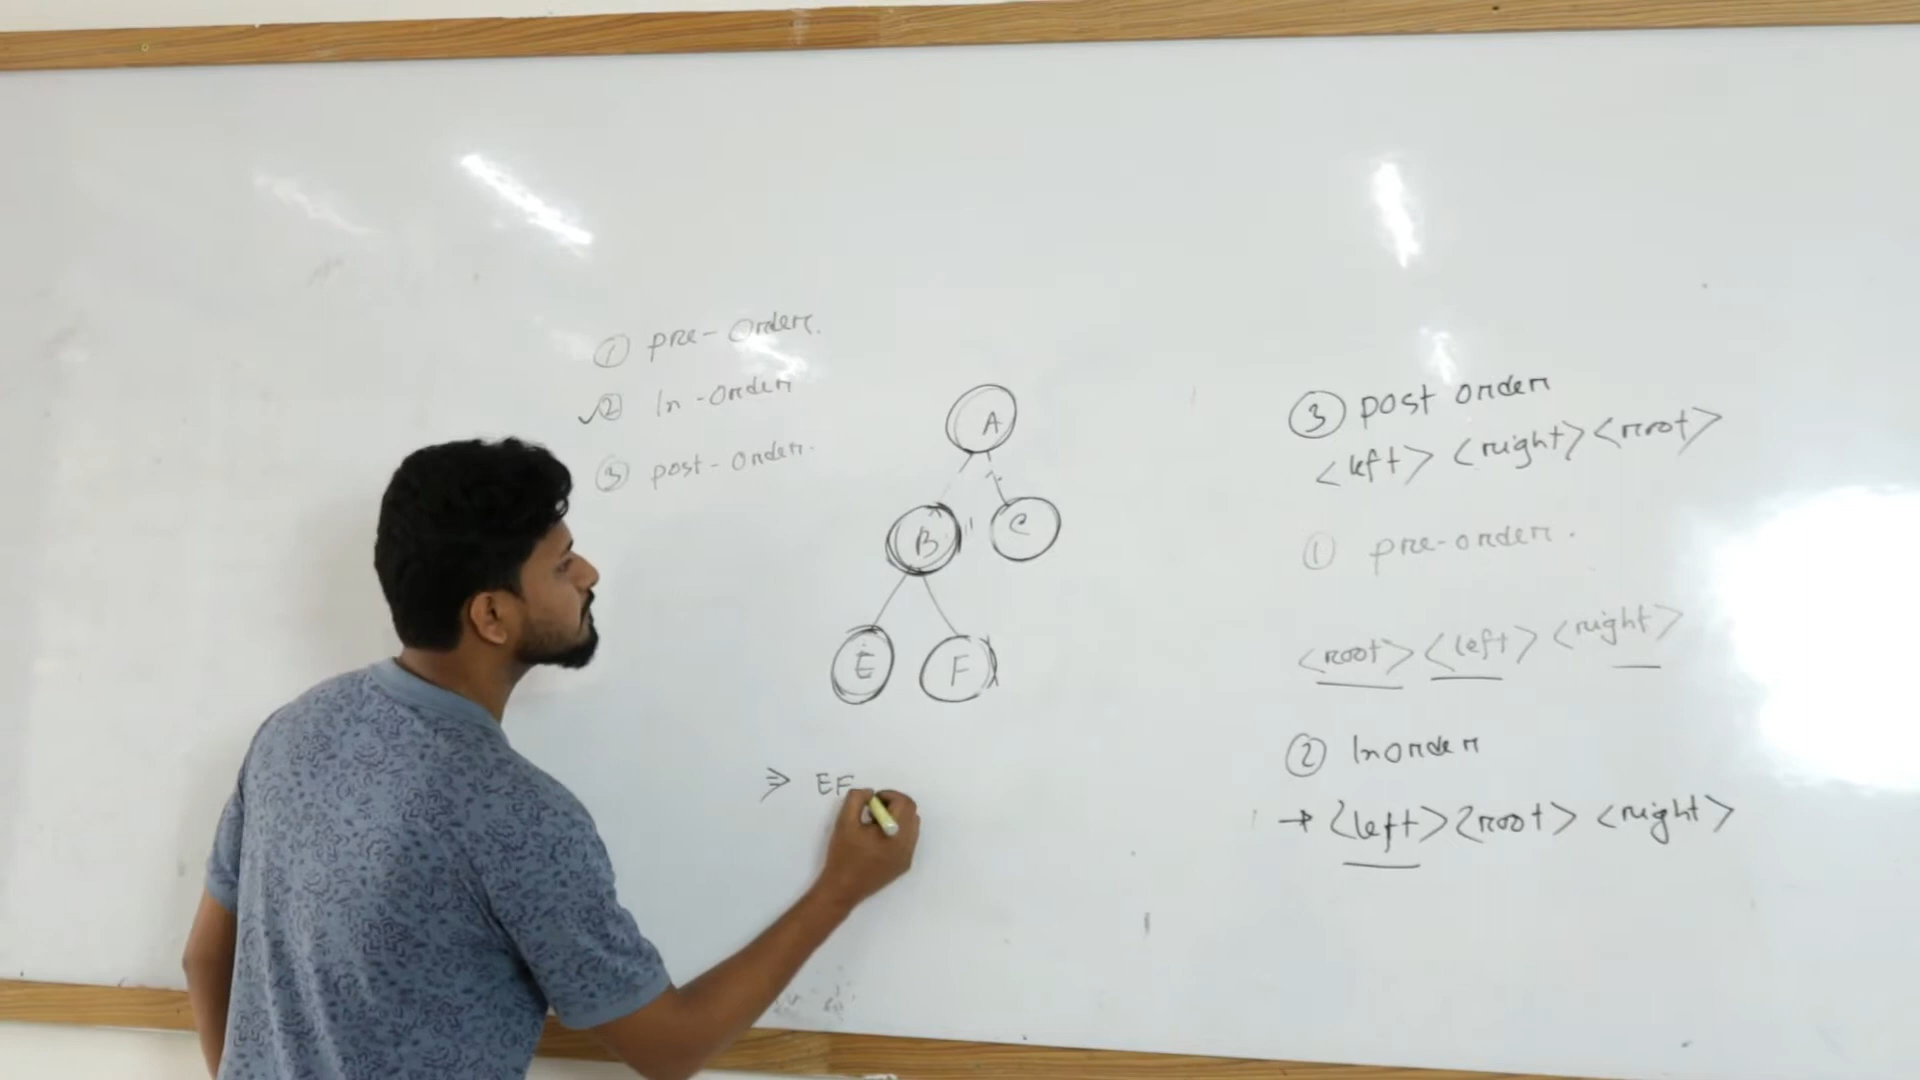 ① pre-order.
② In-order
③ post-order.
A
B C
E F
⇒ EF
③ post order
<left> <right> <root>
① pre-order.
<root> <left> <right>
② Inorder
→ <left> <root> <right>